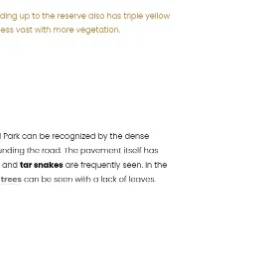 ding up to the reserve also has triple yellow
ess vast with more vegetation.
l Park can be recognized by the dense
unding the road. The pavement itself has
and tar snakes are frequently seen. In the
trees can be seen with a lack of leaves